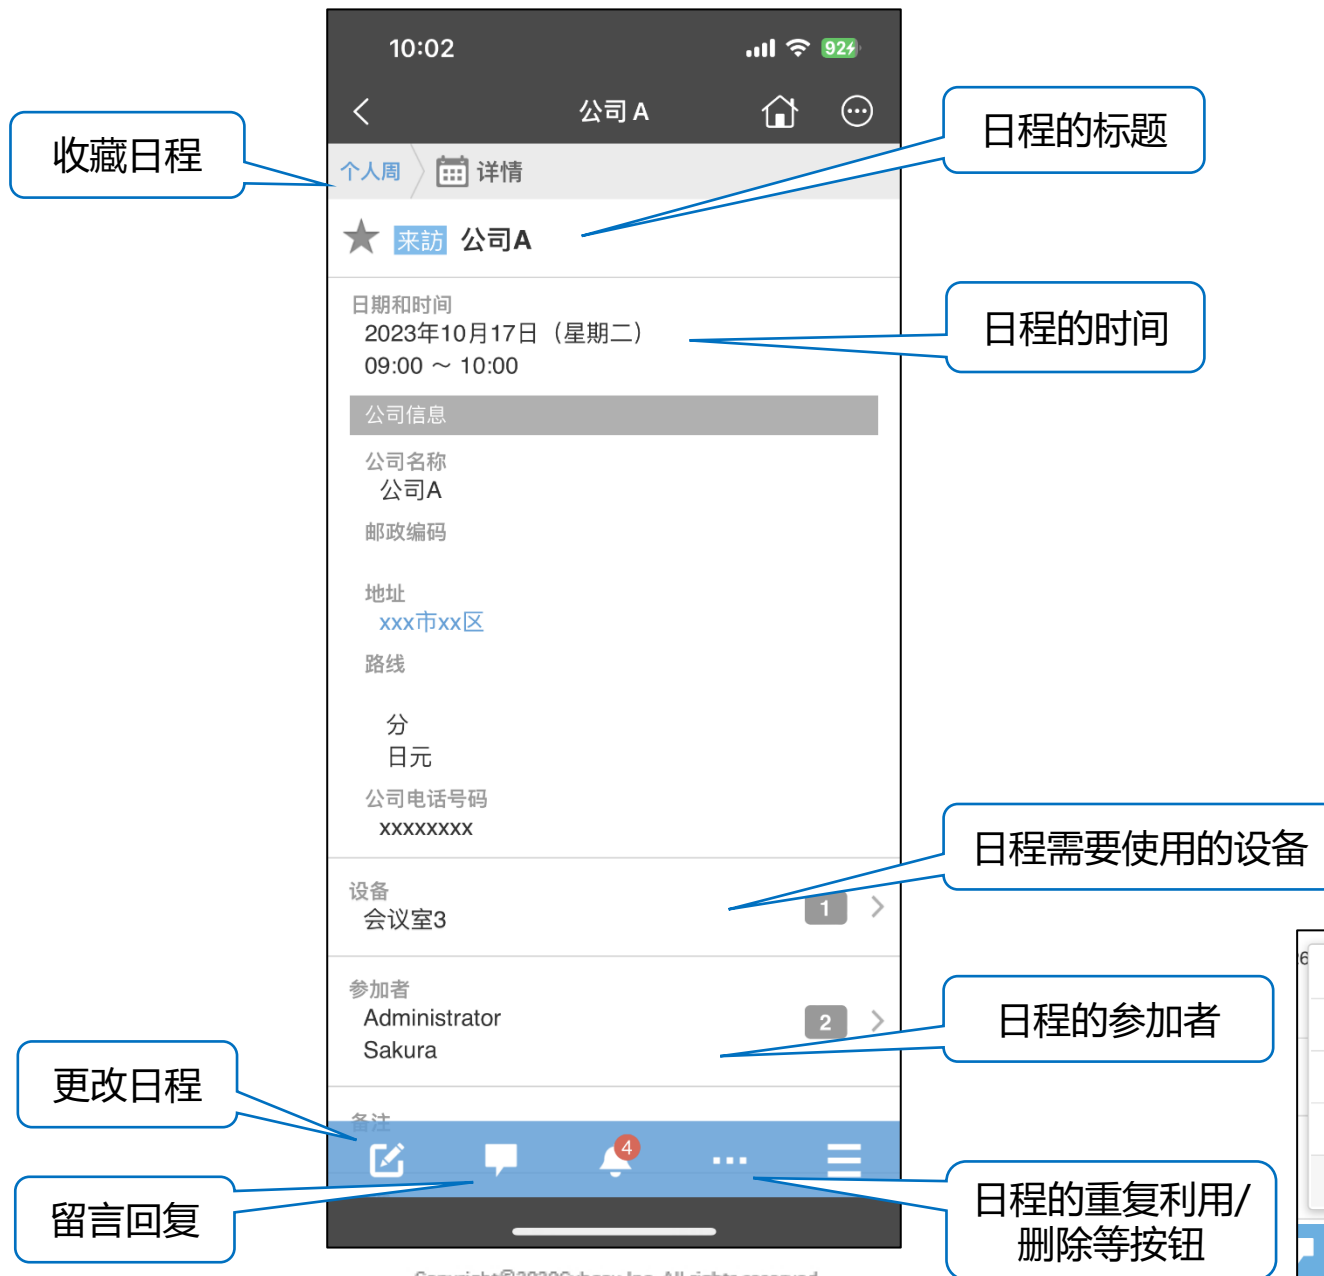 10:02
92
公司 A
个人周
详情
来訪 公司A
日期和时间
2023年10月17日（星期二）
09:00 ～ 10:00
公司信息
公司名称
公司A
邮政编码
地址
xxx市xx区
路线
分
日元
公司电话号码
xxxxxxxx
设备
会议室3
1
参加者
Administrator
Sakura
2
备注
4
收藏日程
日程的标题
日程的时间
日程需要使用的设备
日程的参加者
更改日程
留言回复
日程的重复利用/
删除等按钮